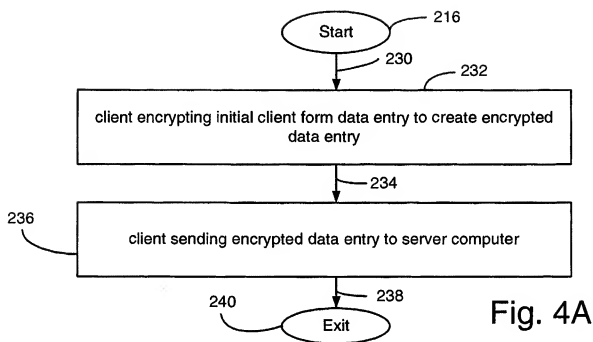 Start
216
230
232
client encrypting initial client form data entry to create encrypted
data entry
234
236
client sending encrypted data entry to server computer
238
240
Exit
Fig. 4A